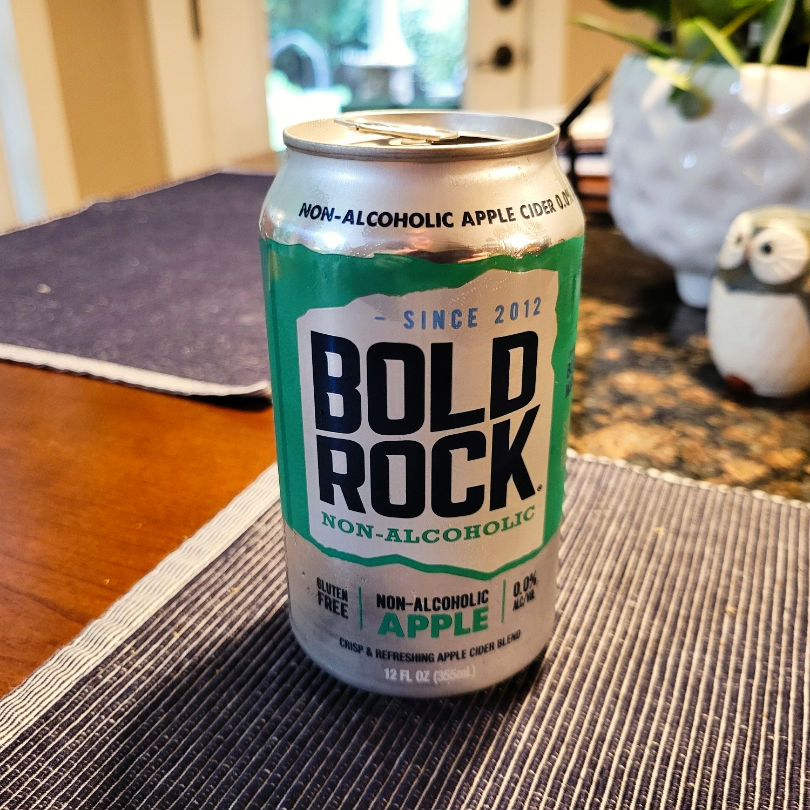 NON-ALCOHOLIC APPLE CIDER 0.0%
- SINCE 2012
BOLD
ROCK.
NON-ALCOHOLIC
GLUTEN
FREE
NON-ALCOHOLIC
APPLE
0.0%
ALC/VOL
CRISP & REFRESHING APPLE CIDER BLEND
12 FL OZ (355mL)